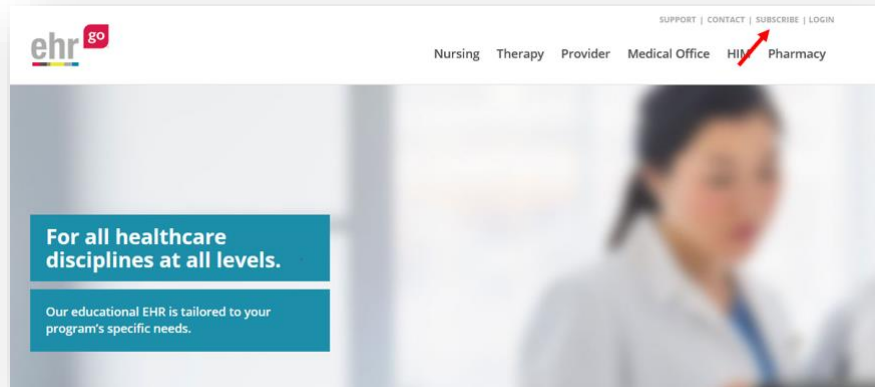 SUPPORT | CONTACT | SUBSCRIBE | LOGIN
ehr go
Nursing Therapy Provider Medical Office HIM Pharmacy
For all healthcare
disciplines at all levels.
Our educational EHR is tailored to your
program's specific needs.